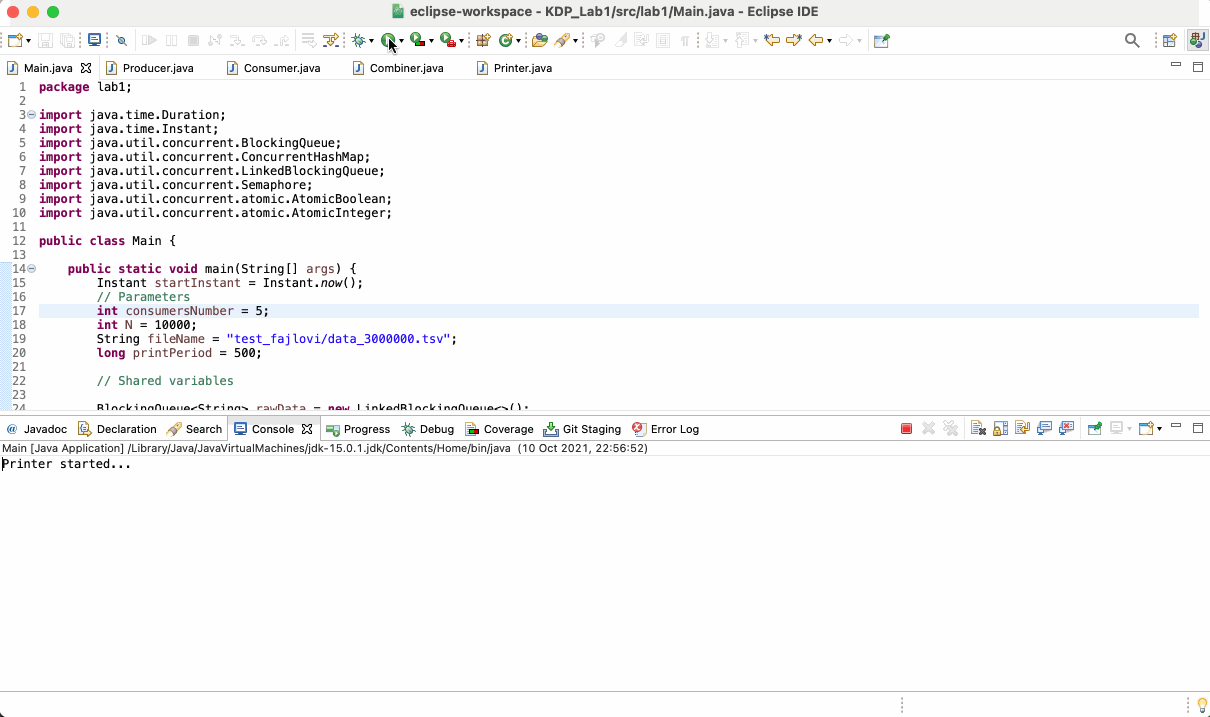 eclipse-workspace - KDP_Lab1/src/lab1/Main.java - Eclipse IDE
Main.java Producer.java Consumer.java Combiner.java Printer.java
1 package lab1;
2
3 import java.time.Duration;
4 import java.time.Instant;
5 import java.util.concurrent.BlockingQueue;
6 import java.util.concurrent.ConcurrentHashMap;
7 import java.util.concurrent.LinkedBlockingQueue;
8 import java.util.concurrent.Semaphore;
9 import java.util.concurrent.atomic.AtomicBoolean;
10 import java.util.concurrent.atomic.AtomicInteger;
11
12 public class Main {
13
14 public static void main(String[] args) {
15 Instant startInstant = Instant.now();
16 // Parameters
17 int consumersNumber = 5;
18 int N = 10000;
19 String fileName = "test_fajlovi/data_3000000.tsv";
20 long printPeriod = 500;
21
22 // Shared variables
23
24 BlockingQueue<String> rawData = new LinkedBlockingQueue<>();
@ Javadoc Declaration Search Console Progress Debug Coverage Git Staging Error Log
Main [Java Application] /Library/Java/JavaVirtualMachines/jdk-15.0.1.jdk/Contents/Home/bin/java (10 Oct 2021, 22:56:52)
Printer started...